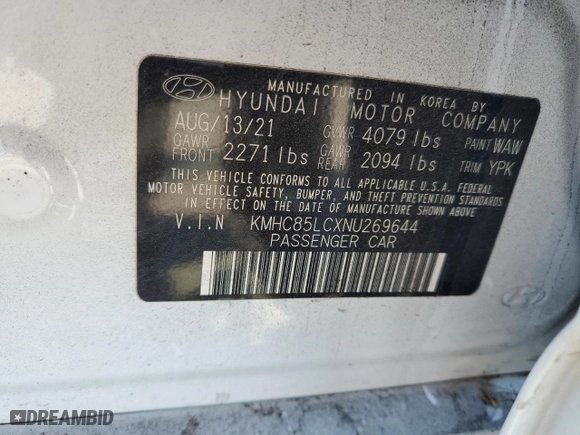 MANUFACTURED IN KOREA BY
HYUNDAI MOTOR COMPANY
AUG/13/21 GVWR 4079 lbs PAINT WAW
GAWR FRONT 2271 lbs GAWR REAR 2094 lbs TRIM YPK
THIS VEHICLE CONFORMS TO ALL APPLICABLE U.S.A. FEDERAL
MOTOR VEHICLE SAFETY, BUMPER, AND THEFT PREVENTION STANDARDS
IN EFFECT ON THE DATE OF MANUFACTURE SHOWN ABOVE.
V.I.N KMHC85LCXNU269644
PASSENGER CAR
DREAMBID